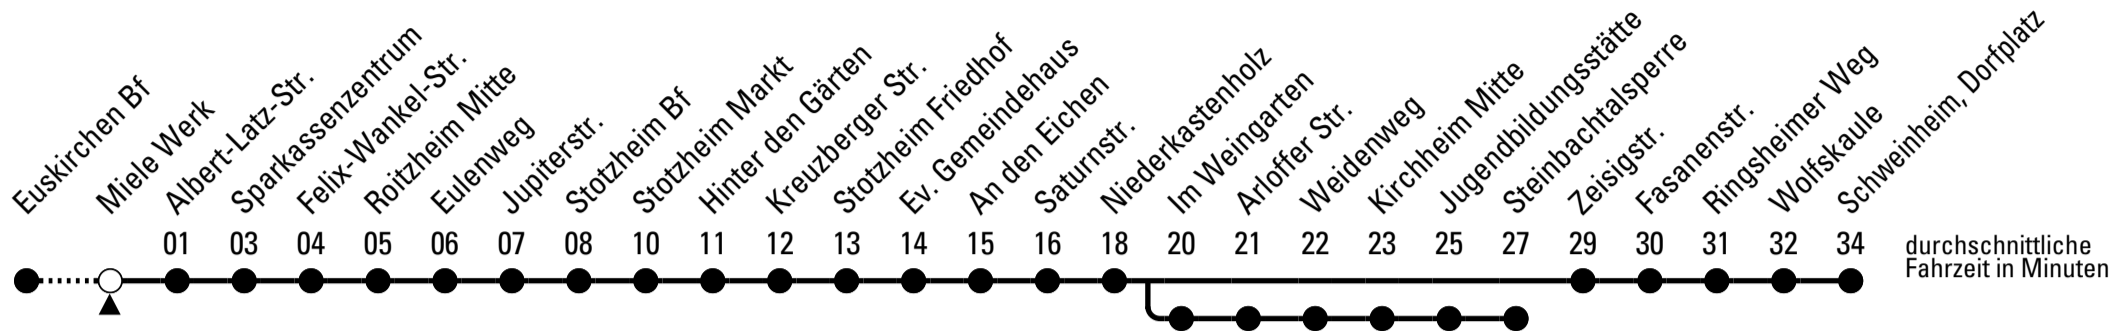 Euskirchen Bf
Miele Werk
Albert-Latz-Str.
Sparkassenzentrum
Felix-Wankel-Str.
Roitzheim Mitte
Eulenweg
Jupiterstr.
Stotzheim Bf
Stotzheim Markt
Hinter den Gärten
Kreuzberger Str.
Stotzheim Friedhof
Ev. Gemeindehaus
An den Eichen
Saturnstr.
Niederkastenholz
Im Weingarten
Arloffer Str.
Weidenweg
Kirchheim Mitte
Jugendbildungsstätte
Steinbachtalsperre
Zeisigstr.
Fasanenstr.
Ringsheimer Weg
Wolfskaule
Schweinheim, Dorfplatz
01 03 04 05 06 07 08 10 11 12 13 14 15 16 18 20 21 22 23 25 27 29 30 31 32 34
durchschnittliche
Fahrzeit in Minuten